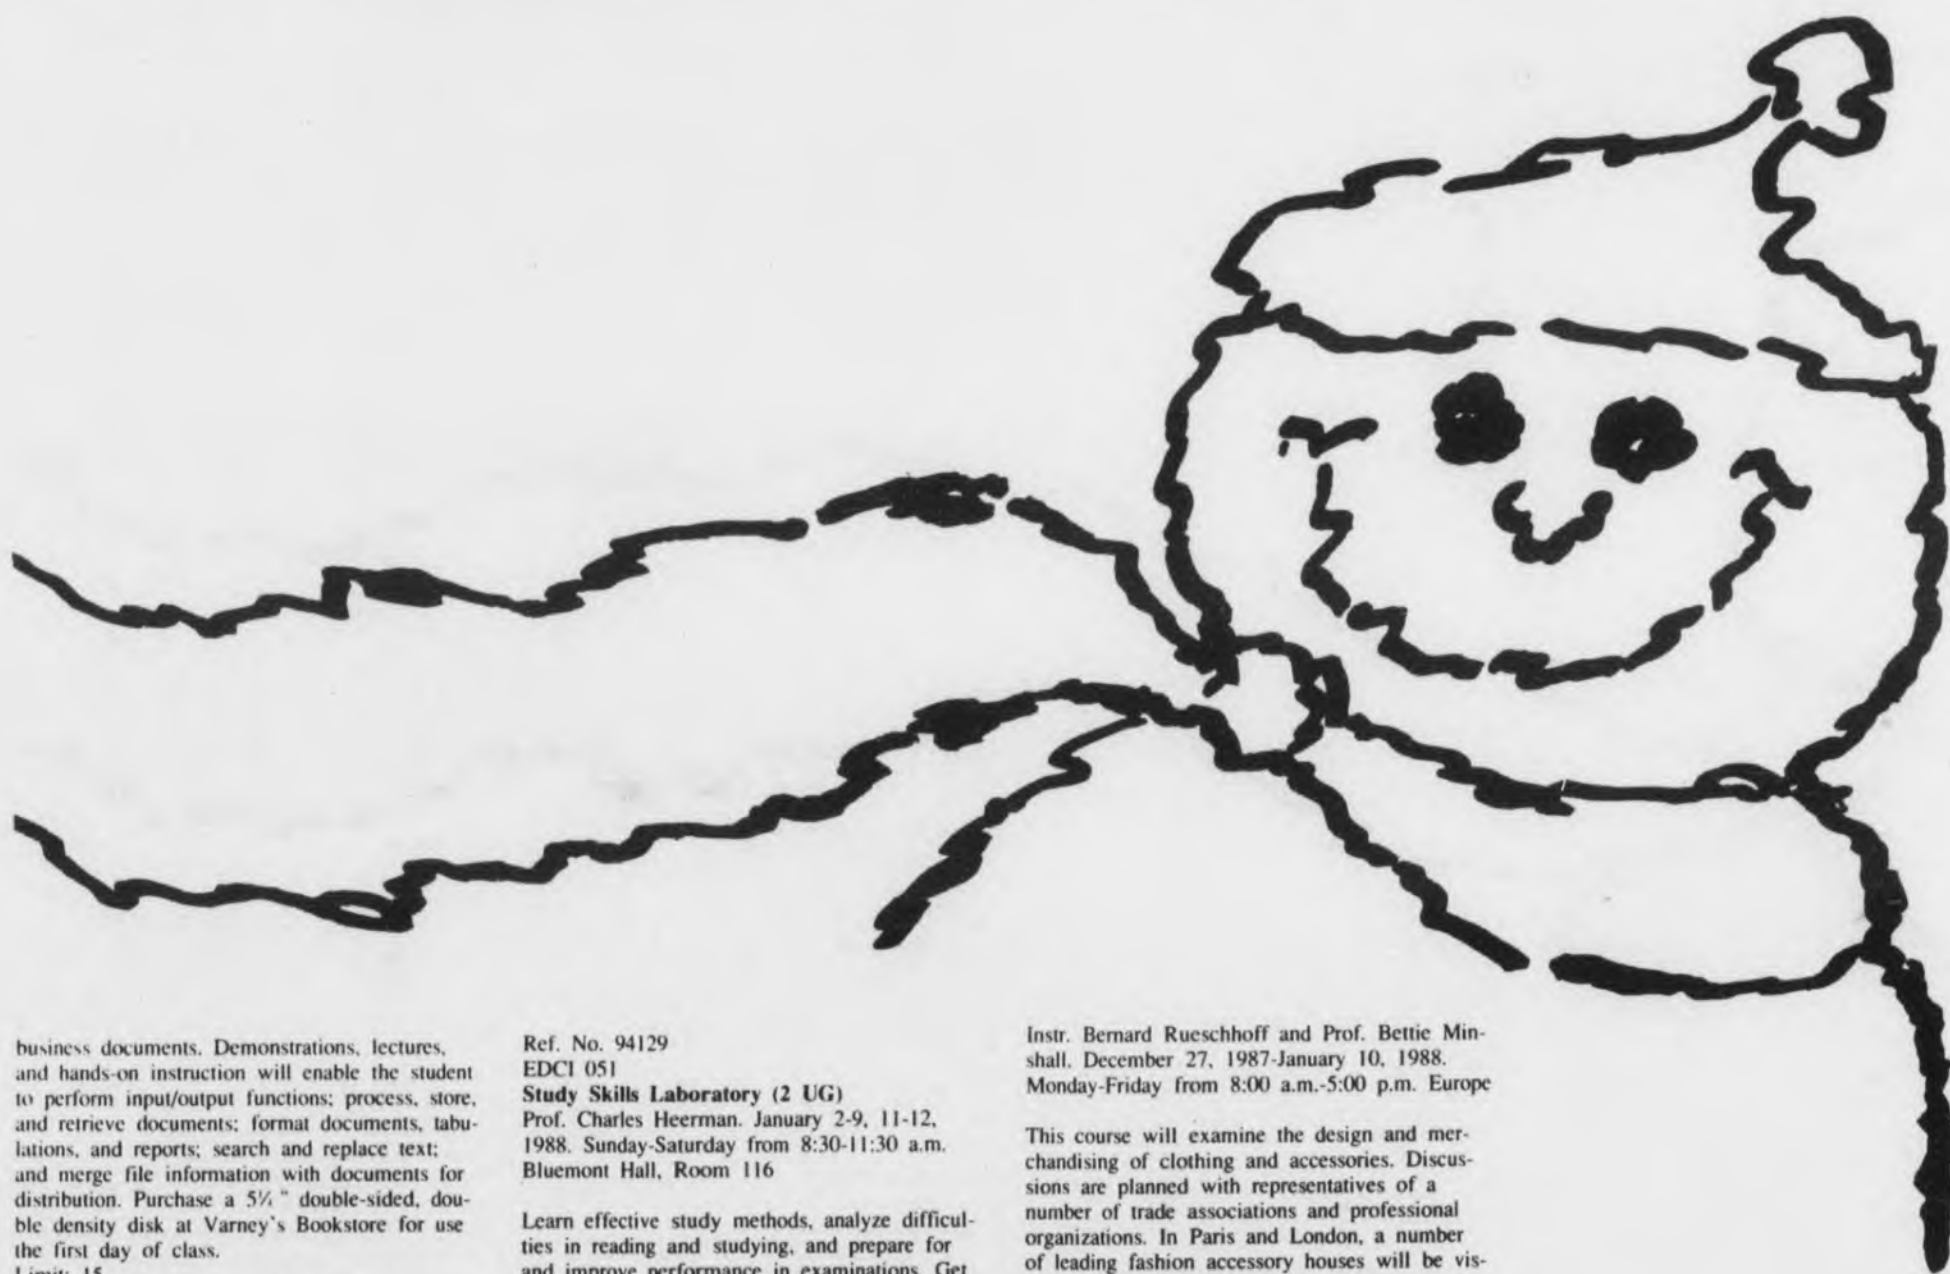 business documents. Demonstrations, lectures,
and hands-on instruction will enable the student
to perform input/output functions; process, store,
and retrieve documents; format documents, tabu-
lations, and reports; search and replace text;
and merge file information with documents for
distribution. Purchase a 5¼" double-sided, dou-
ble density disk at Varney's Bookstore for use
the first day of class.
Limit: 15
Ref. No. 94129
EDCI 051
Study Skills Laboratory (2 UG)
Prof. Charles Heerman. January 2-9, 11-12,
1988. Sunday-Saturday from 8:30-11:30 a.m.
Bluemont Hall, Room 116
Learn effective study methods, analyze difficul-
ties in reading and studying, and prepare for
and improve performance in examinations. Get
Instr. Bernard Rueschhoff and Prof. Bettie Min-
shall. December 27, 1987-January 10, 1988.
Monday-Friday from 8:00 a.m.-5:00 p.m. Europe
This course will examine the design and mer-
chandising of clothing and accessories. Discus-
sions are planned with representatives of a
number of trade associations and professional
organizations. In Paris and London, a number
of leading fashion accessory houses will be vis-